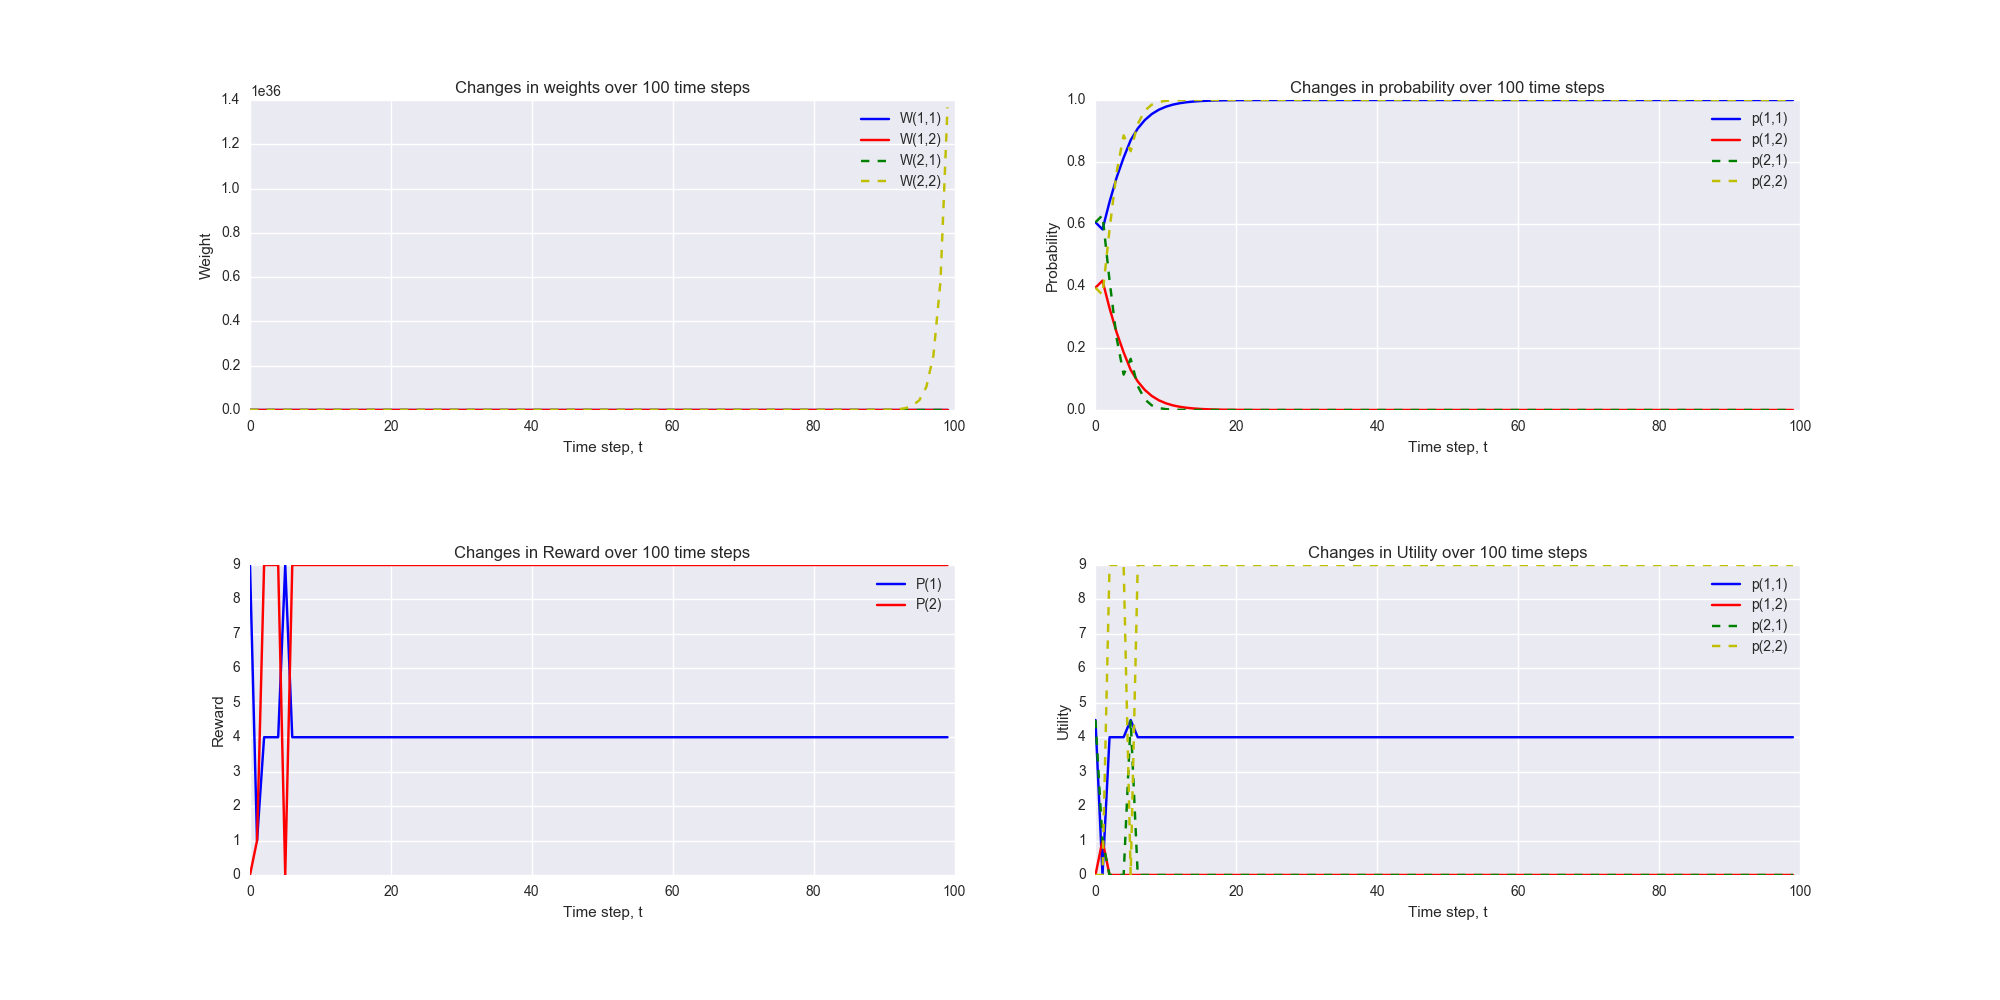 Changes in weights over 100 time steps
1e36
1.4
1.2
1.0
0.8
0.6
0.4
0.2
0.0
Weight
W(1,1)
W(1,2)
W(2,1)
W(2,2)
0 20 40 60 80 100
Time step, t
Changes in probability over 100 time steps
1.0
0.8
0.6
0.4
0.2
0.0
Probability
p(1,1)
p(1,2)
p(2,1)
p(2,2)
0 20 40 60 80 100
Time step, t
Changes in Reward over 100 time steps
9
8
7
6
5
4
3
2
1
0
Reward
P(1)
P(2)
0 20 40 60 80 100
Time step, t
Changes in Utility over 100 time steps
9
8
7
6
5
4
3
2
1
0
Utility
p(1,1)
p(1,2)
p(2,1)
p(2,2)
0 20 40 60 80 100
Time step, t